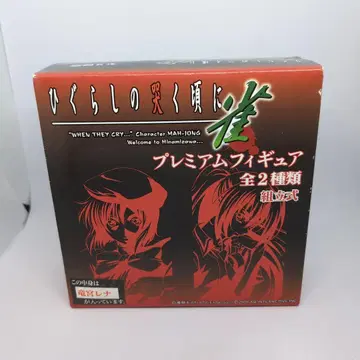 ひぐらしの哭く頃に雀
"WHEN THEY CRY..." Character MAH-JONG
Welcome to Hinamizawa...
プレミアムフィギュア
全2種類
組立式
この中身は
竜宮レナ
が入っています